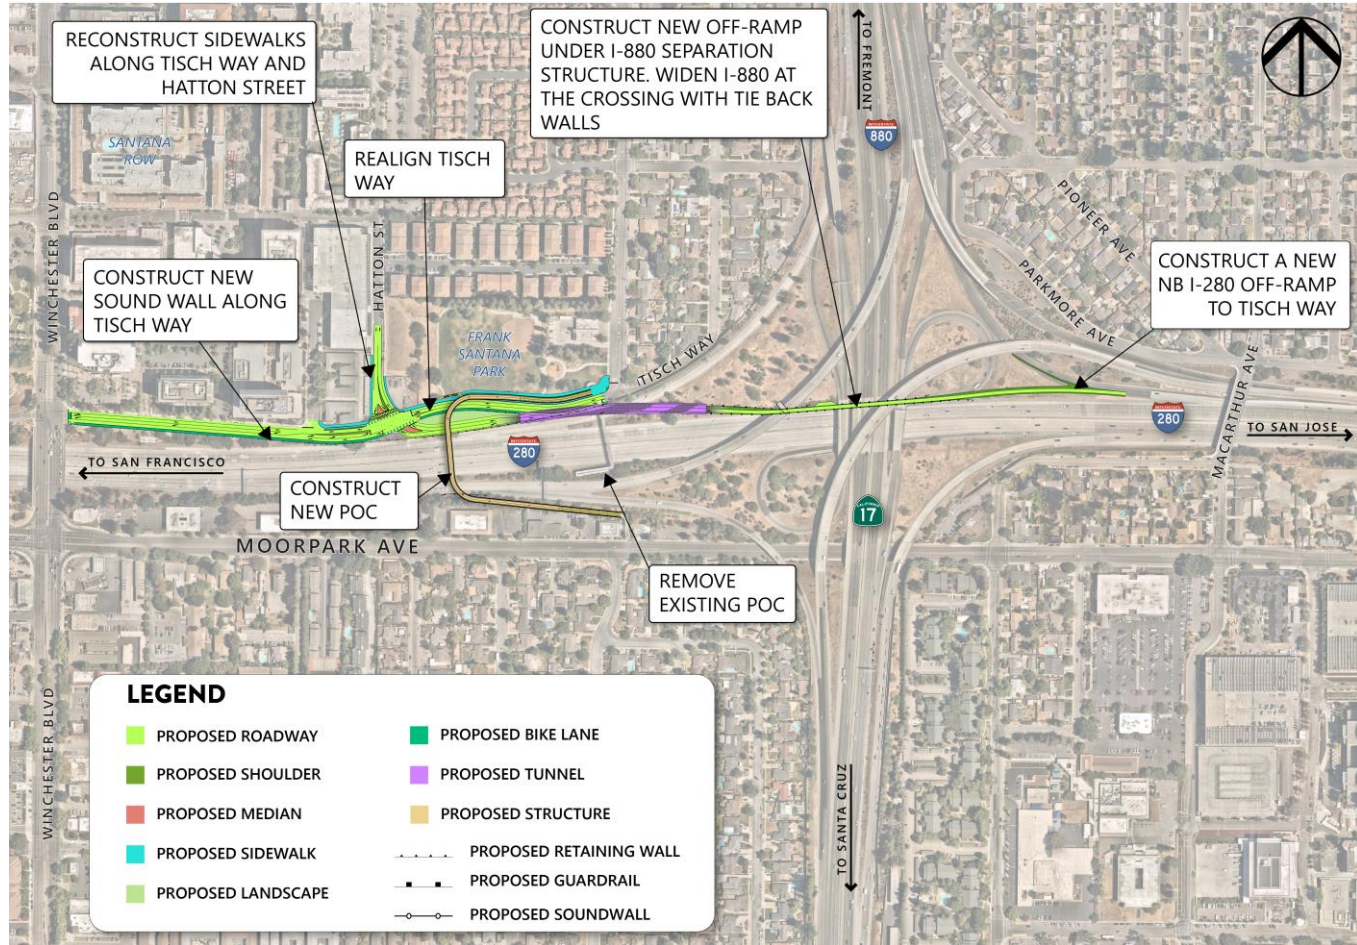 RECONSTRUCT SIDEWALKS
ALONG TISCH WAY AND
HATTON STREET
CONSTRUCT NEW OFF-RAMP
UNDER I-880 SEPARATION
STRUCTURE. WIDEN I-880 AT
THE CROSSING WITH TIE BACK
WALLS
TO FREMONT
INTERSTATE
880
SANTANA
ROW
REALIGN TISCH
WAY
WINCHESTER BLVD
HATTON ST
PIONEER AVE
PARKMORE AVE
CONSTRUCT NEW
SOUND WALL ALONG
TISCH WAY
CONSTRUCT A NEW
NB I-280 OFF-RAMP
TO TISCH WAY
FRANK
SANTANA
PARK
TISCH WAY
MACARTHUR AVE
INTERSTATE
280
TO SAN JOSE
INTERSTATE
280
TO SAN FRANCISCO
CONSTRUCT
NEW POC
CALIFORNIA
17
MOORPARK AVE
REMOVE
EXISTING POC
WINCHESTER BLVD
TO SANTA CRUZ
LEGEND
PROPOSED ROADWAY
PROPOSED SHOULDER
PROPOSED MEDIAN
PROPOSED SIDEWALK
PROPOSED LANDSCAPE
PROPOSED BIKE LANE
PROPOSED TUNNEL
PROPOSED STRUCTURE
PROPOSED RETAINING WALL
PROPOSED GUARDRAIL
PROPOSED SOUNDWALL